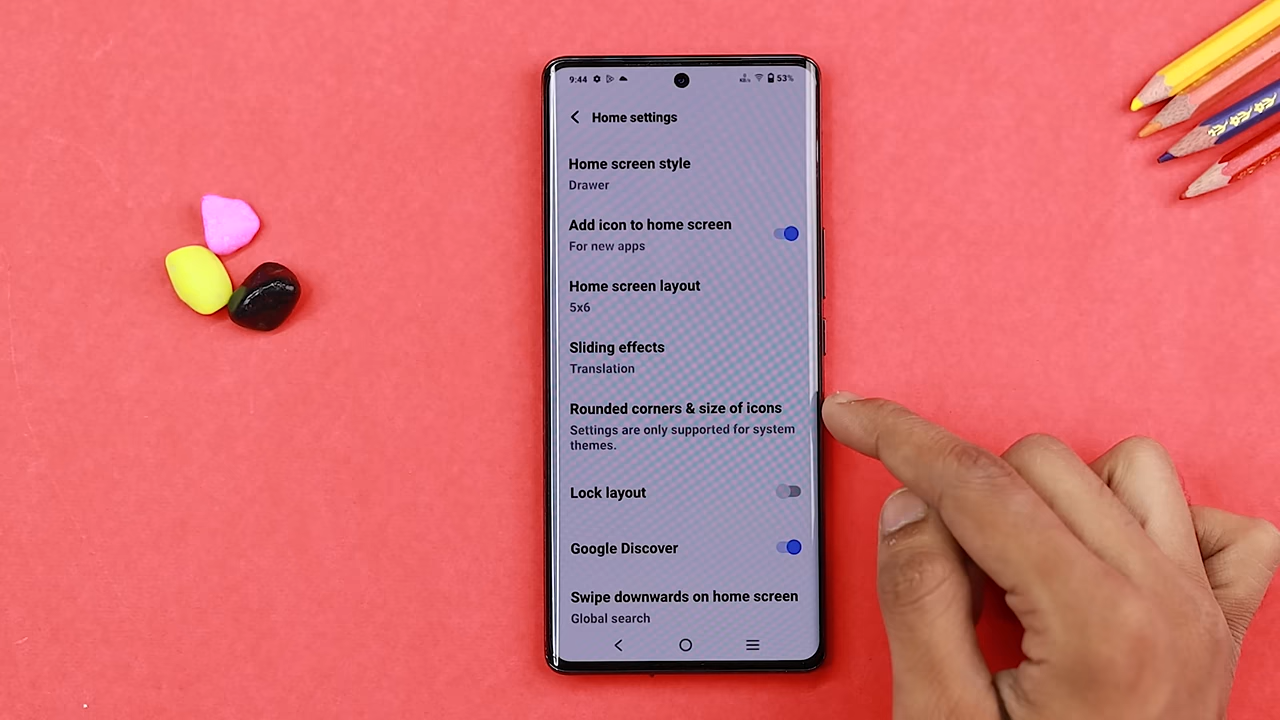 9:44 53%
Home settings
Home screen style
Drawer
Add icon to home screen
For new apps
Home screen layout
5x6
Sliding effects
Translation
Rounded corners & size of icons
Settings are only supported for system
themes.
Lock layout
Google Discover
Swipe downwards on home screen
Global search